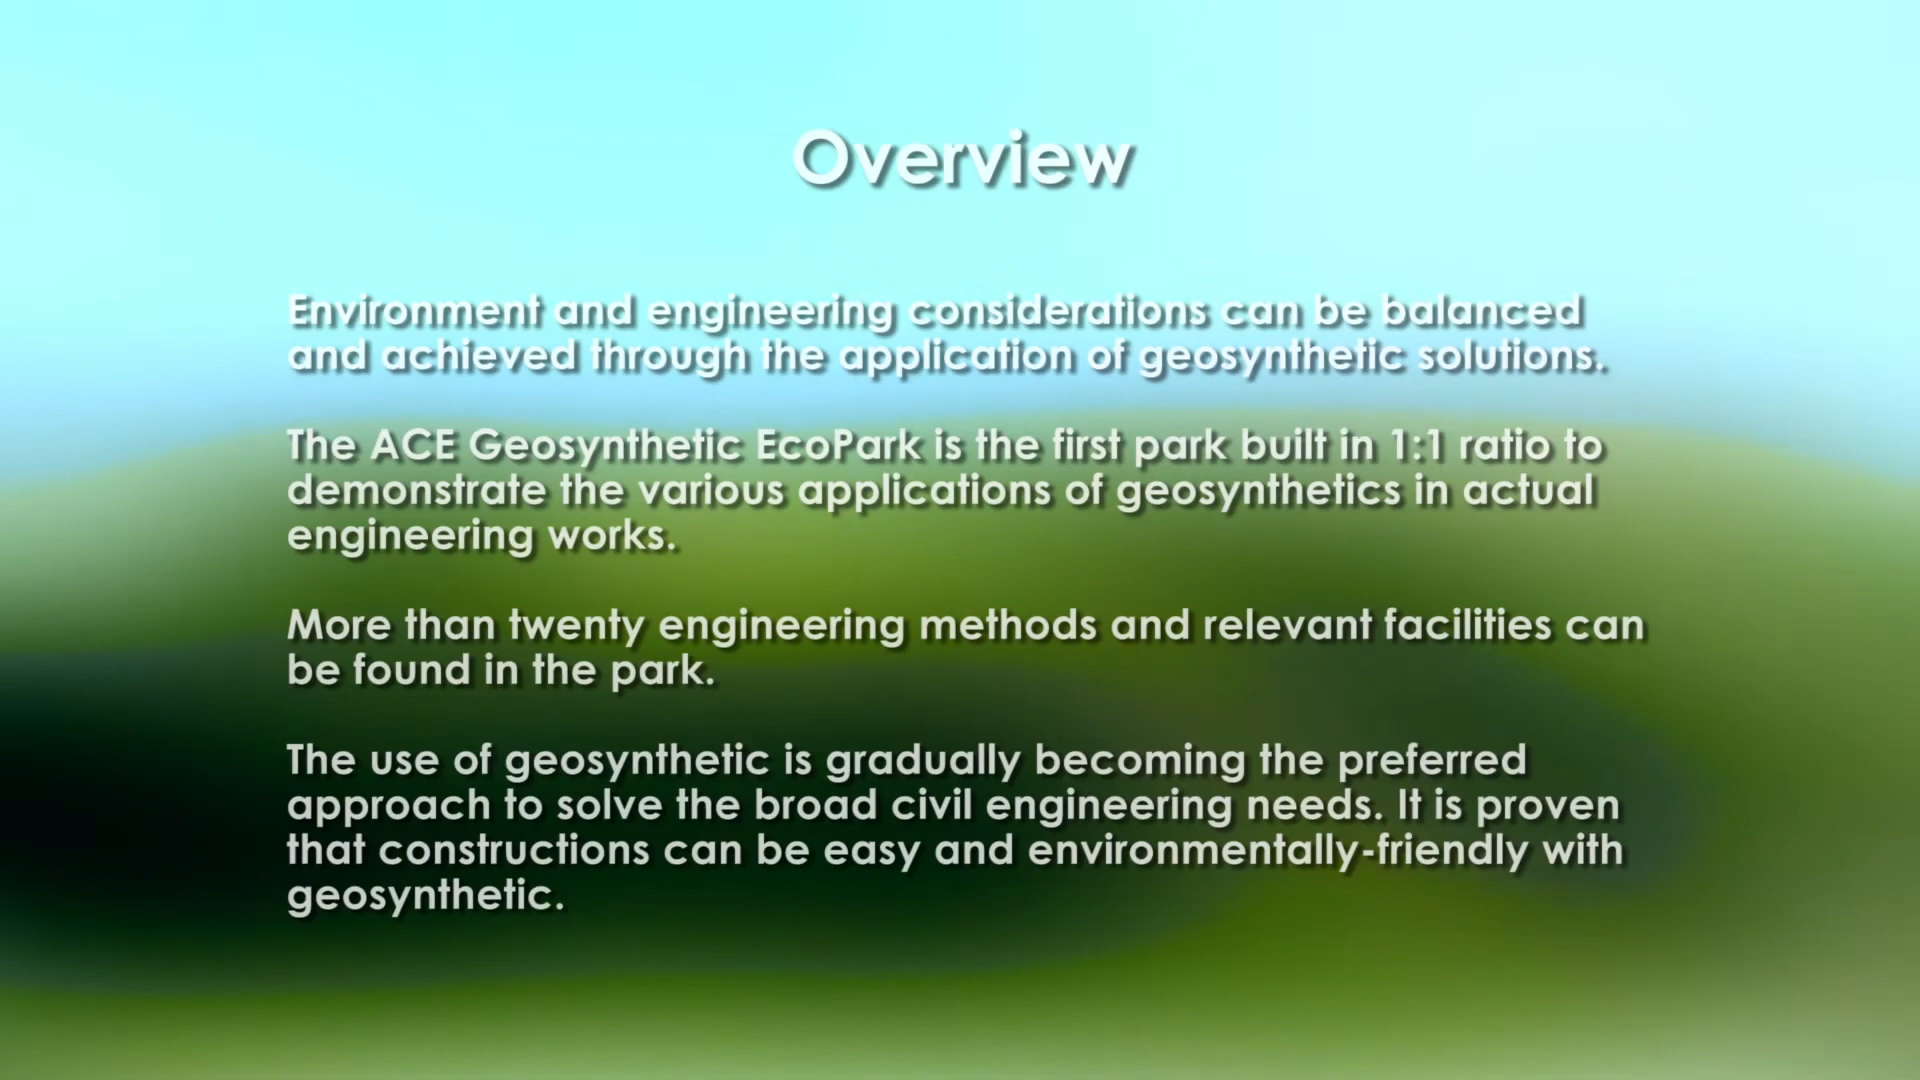 Overview
Environment and engineering considerations can be balanced
and achieved through the application of geosynthetic solutions.
The ACE Geosynthetic EcoPark is the first park built in 1:1 ratio to
demonstrate the various applications of geosynthetics in actual
engineering works.
More than twenty engineering methods and relevant facilities can
be found in the park.
The use of geosynthetic is gradually becoming the preferred
approach to solve the broad civil engineering needs. It is proven
that constructions can be easy and environmentally-friendly with
geosynthetic.